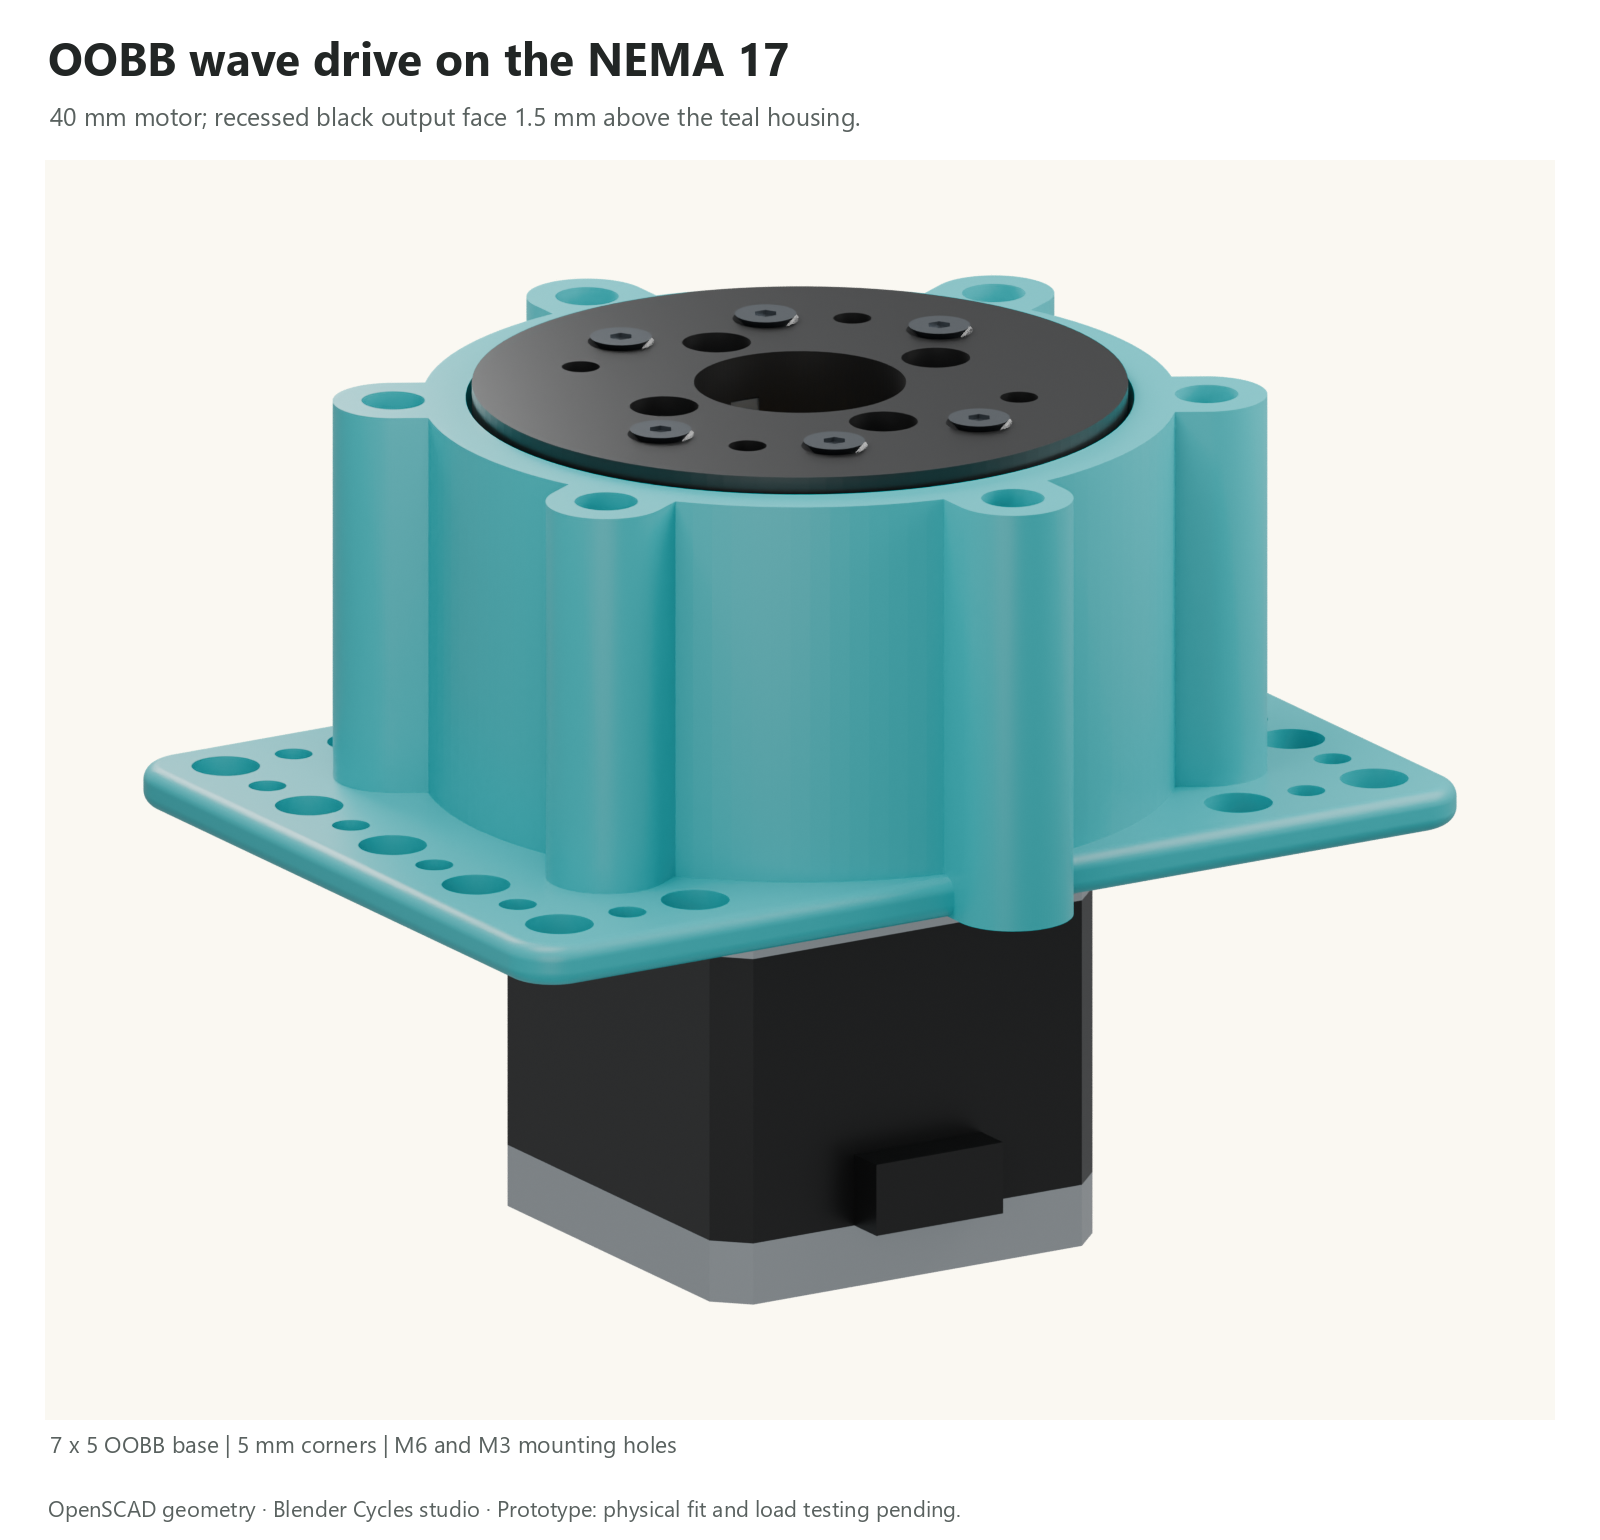 OOBB wave drive on the NEMA 17
40 mm motor; recessed black output face 1.5 mm above the teal housing.
7 x 5 OOBB base | 5 mm corners | M6 and M3 mounting holes
OpenSCAD geometry · Blender Cycles studio · Prototype: physical fit and load testing pending.